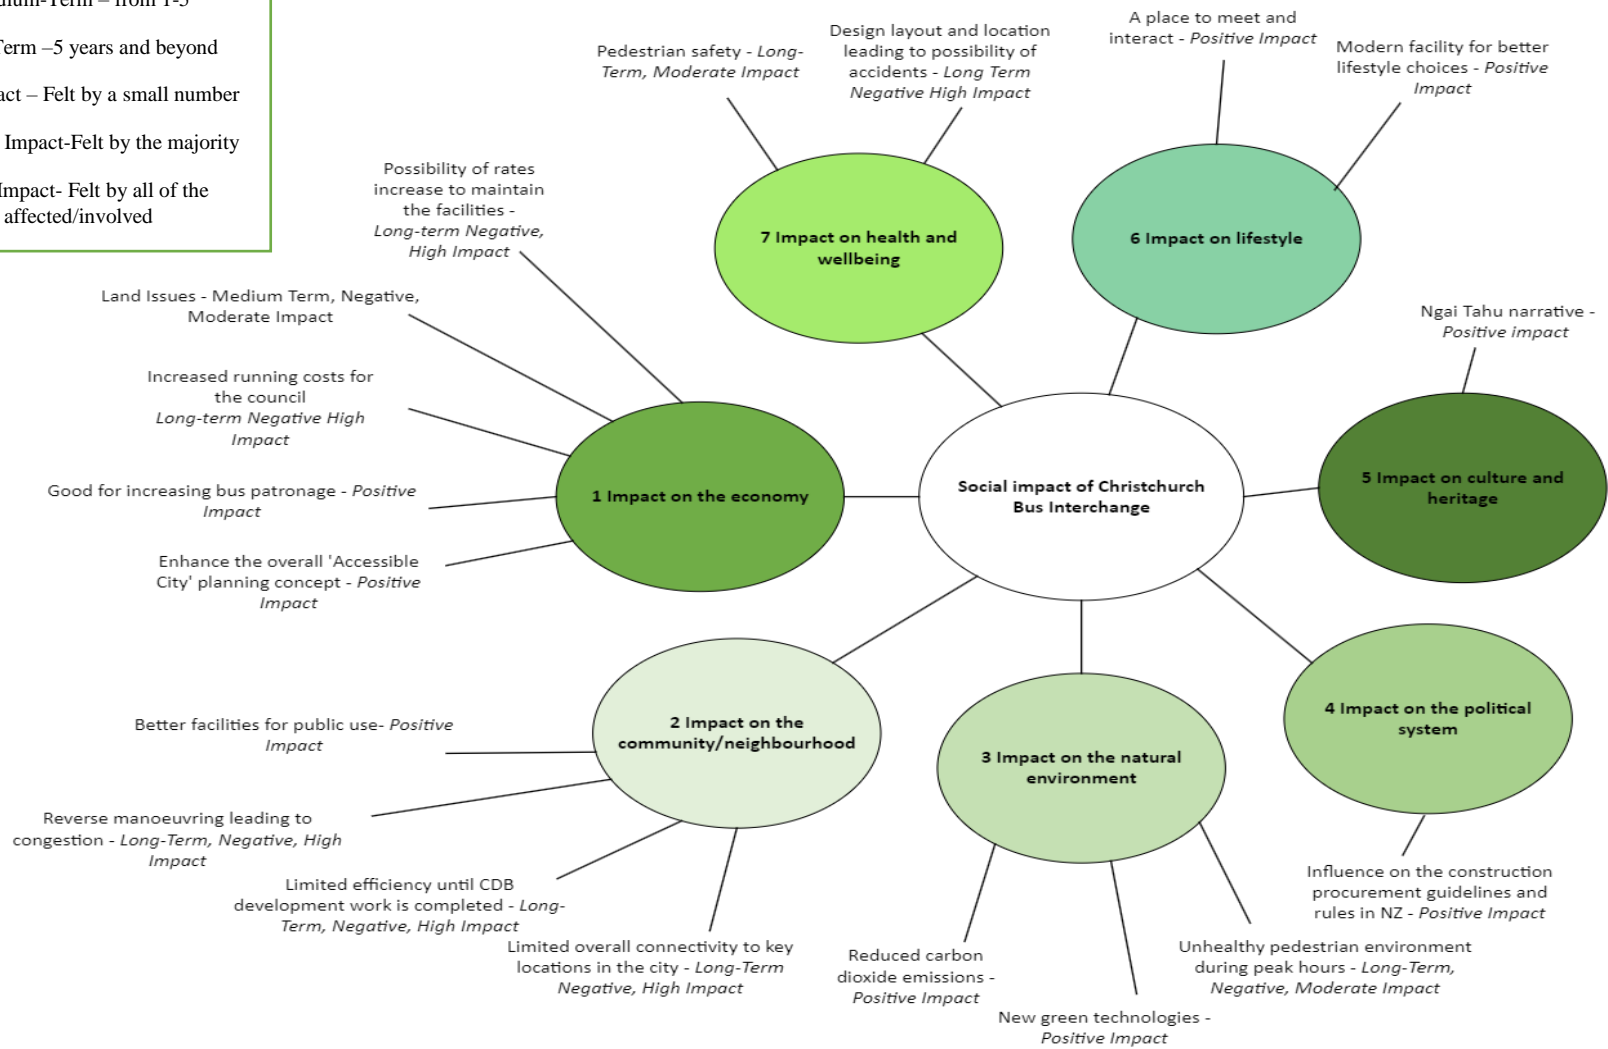 Term –5 years and beyond
– Felt by a small number
Impact-Felt by the majority
Impact- Felt by all of the
affected/involved
Pedestrian safety - Long-
Term, Moderate Impact
Design layout and location
leading to possibility of
accidents - Long Term
Negative High Impact
A place to meet and
interact - Positive Impact
Modern facility for better
lifestyle choices - Positive
Impact
7 Impact on health and
wellbeing
6 Impact on lifestyle
Possibility of rates
increase to maintain
the facilities -
Long-term Negative,
High Impact
Land Issues - Medium Term, Negative,
Moderate Impact
Increased running costs for
the council
Long-term Negative High
Impact
Good for increasing bus patronage - Positive
Impact
Enhance the overall 'Accessible
City' planning concept - Positive
Impact
1 Impact on the economy
Social impact of Christchurch
Bus Interchange
Ngai Tahu narrative -
Positive impact
5 Impact on culture and
heritage
2 Impact on the
community/neighbourhood
Better facilities for public use- Positive
Impact
Reverse manoeuvring leading to
congestion - Long-Term, Negative, High
Impact
Limited efficiency until CDB
development work is completed - Long-
Term, Negative, High Impact
Limited overall connectivity to key
locations in the city - Long-Term
Negative, High Impact
3 Impact on the natural
environment
Reduced carbon
dioxide emissions -
Positive Impact
New green technologies -
Positive Impact
Unhealthy pedestrian environment
during peak hours - Long-Term,
Negative, Moderate Impact
4 Impact on the political
system
Influence on the construction
procurement guidelines and
rules in NZ - Positive Impact